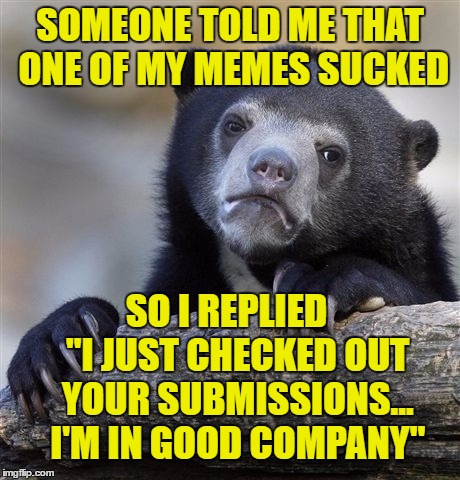 SOMEONE TOLD ME THAT
ONE OF MY MEMES SUCKED
SO I REPLIED
"I JUST CHECKED OUT
YOUR SUBMISSIONS...
I'M IN GOOD COMPANY"
imgflip.com